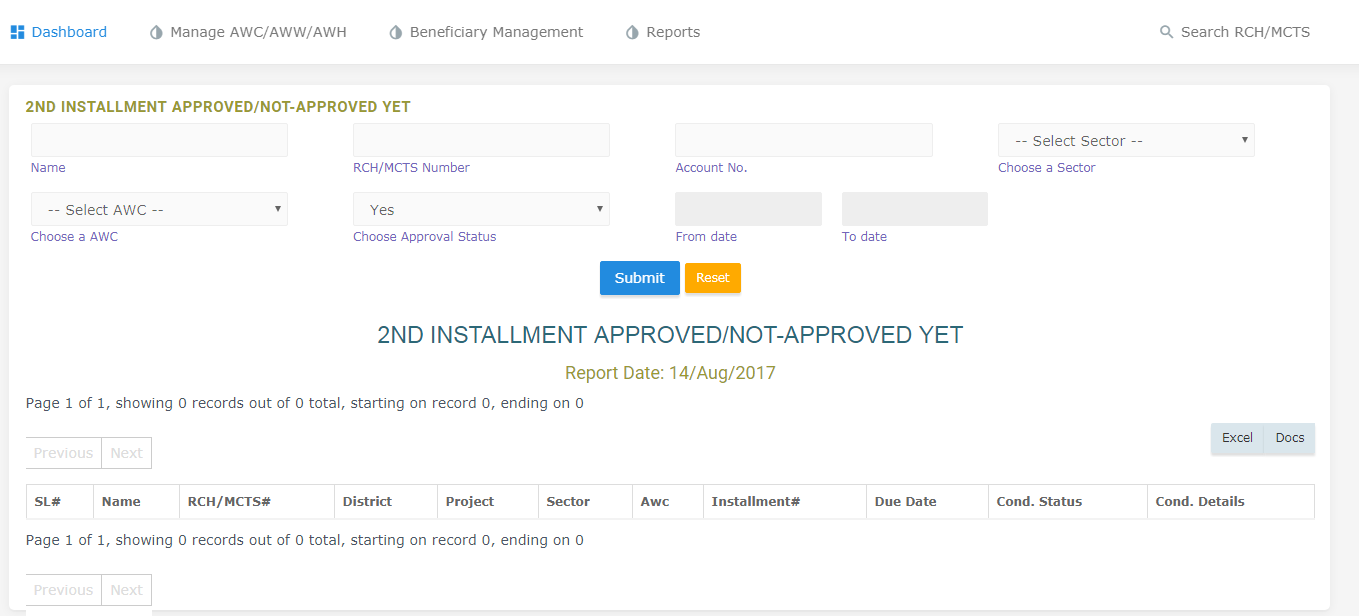 Dashboard Manage AWC/AWW/AWH Beneficiary Management Reports Search RCH/MCTS
2ND INSTALLMENT APPROVED/NOT-APPROVED YET
-- Select Sector --
Name RCH/MCTS Number Account No. Choose a Sector
-- Select AWC -- Yes
Choose a AWC Choose Approval Status From date To date
Submit Reset
2ND INSTALLMENT APPROVED/NOT-APPROVED YET
Report Date: 14/Aug/2017
Page 1 of 1, showing 0 records out of 0 total, starting on record 0, ending on 0
Excel Docs
Previous Next
SL# Name RCH/MCTS# District Project Sector Awc Installment# Due Date Cond. Status Cond. Details
Page 1 of 1, showing 0 records out of 0 total, starting on record 0, ending on 0
Previous Next